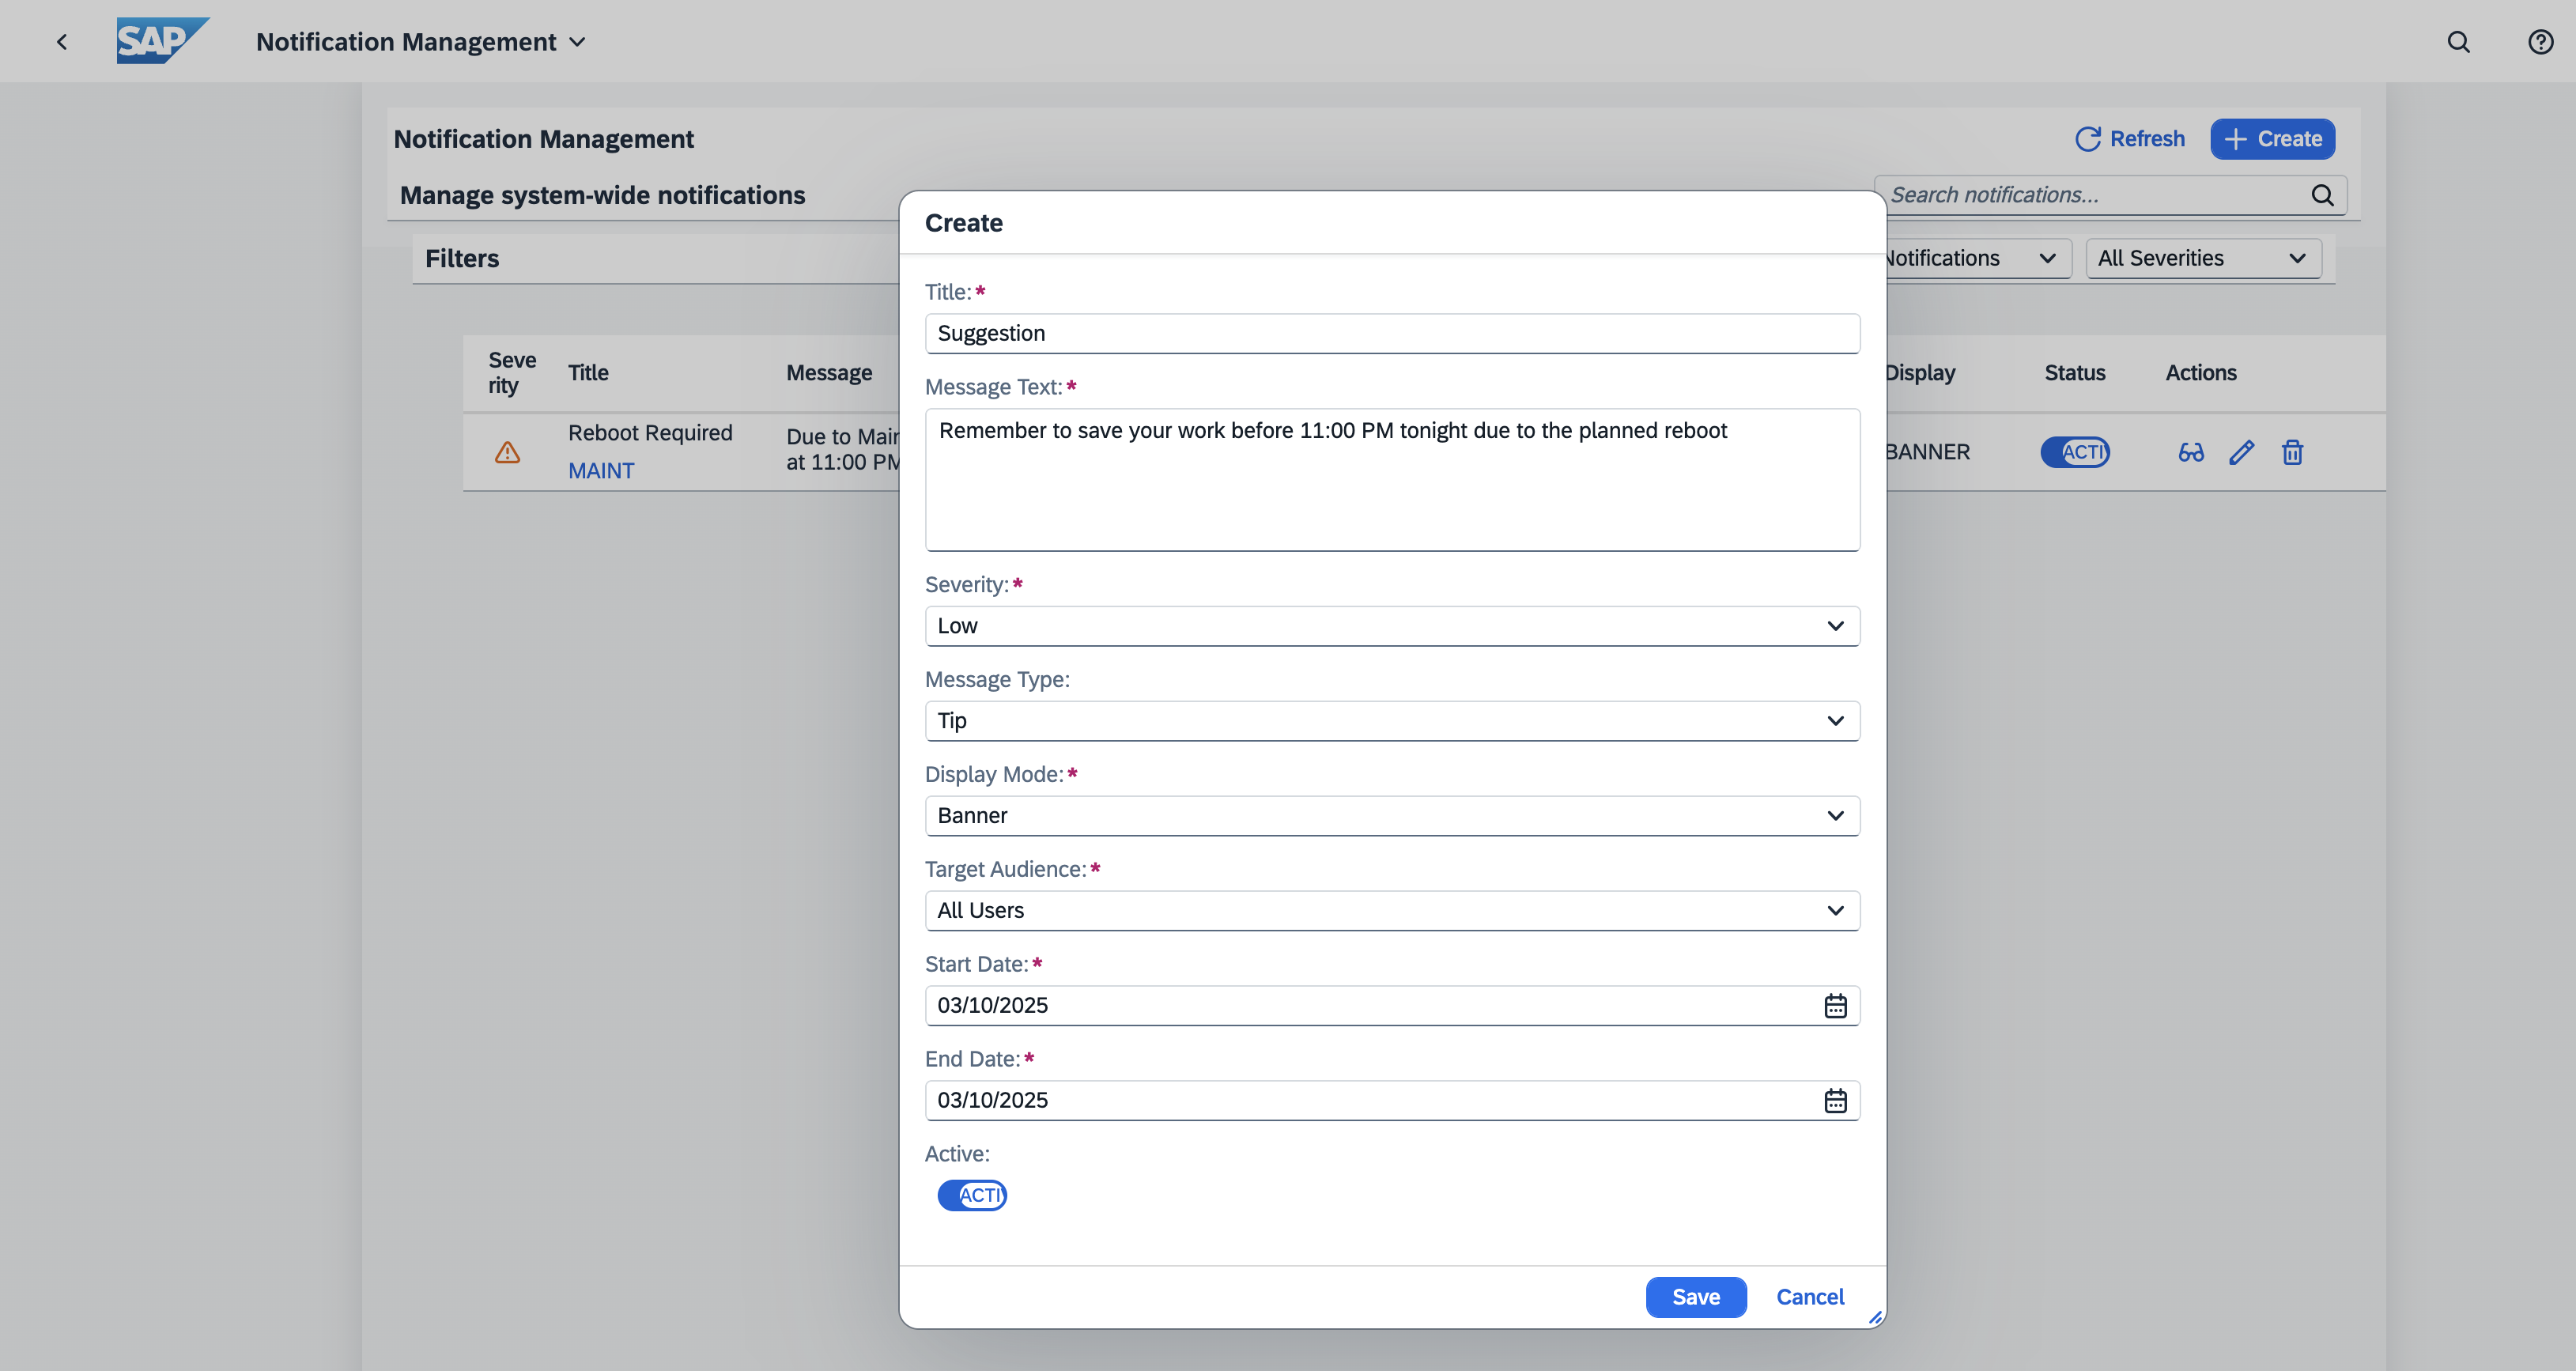 SAP
Notification Management
Notification Management
Refresh
Create
Manage system-wide notifications
Search notifications...
Filters
Notifications
All Severities
Seve
rity
Title
Message
Display
Status
Actions
Reboot Required
MAINT
Due to
at 11:00 PM
BANNER
ACTI
Create
Title:*
Suggestion
Message Text:*
Remember to save your work before 11:00 PM tonight due to the planned reboot
Severity:*
Low
Message Type:
Tip
Display Mode:*
Banner
Target Audience:*
All Users
Start Date:*
03/10/2025
End Date:*
03/10/2025
Active:
ACTI
Save
Cancel